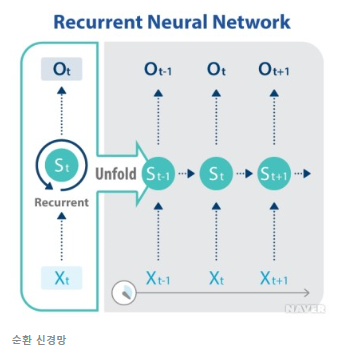 Recurrent Neural Network
Ot
St
Recurrent
Xt
Unfold
Ot-1 Ot Ot+1
St-1 St St+1
Xt-1 Xt Xt+1
NAVER
순환 신경망